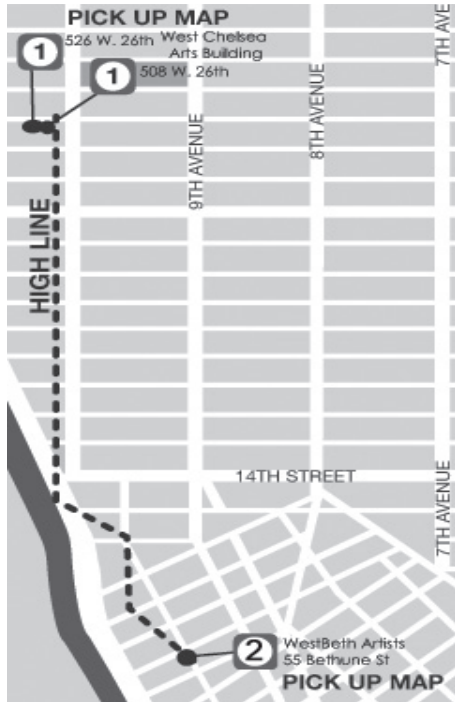 PICK UP MAP
1
526 W. 26th West Chelsea
Arts Building
1
508 W. 26th
7TH AVE
8TH AVENUE
9TH AVENUE
HIGH LINE
14TH STREET
7TH AVENUE
2
WestBeth Artists
55 Bethune St
PICK UP MAP